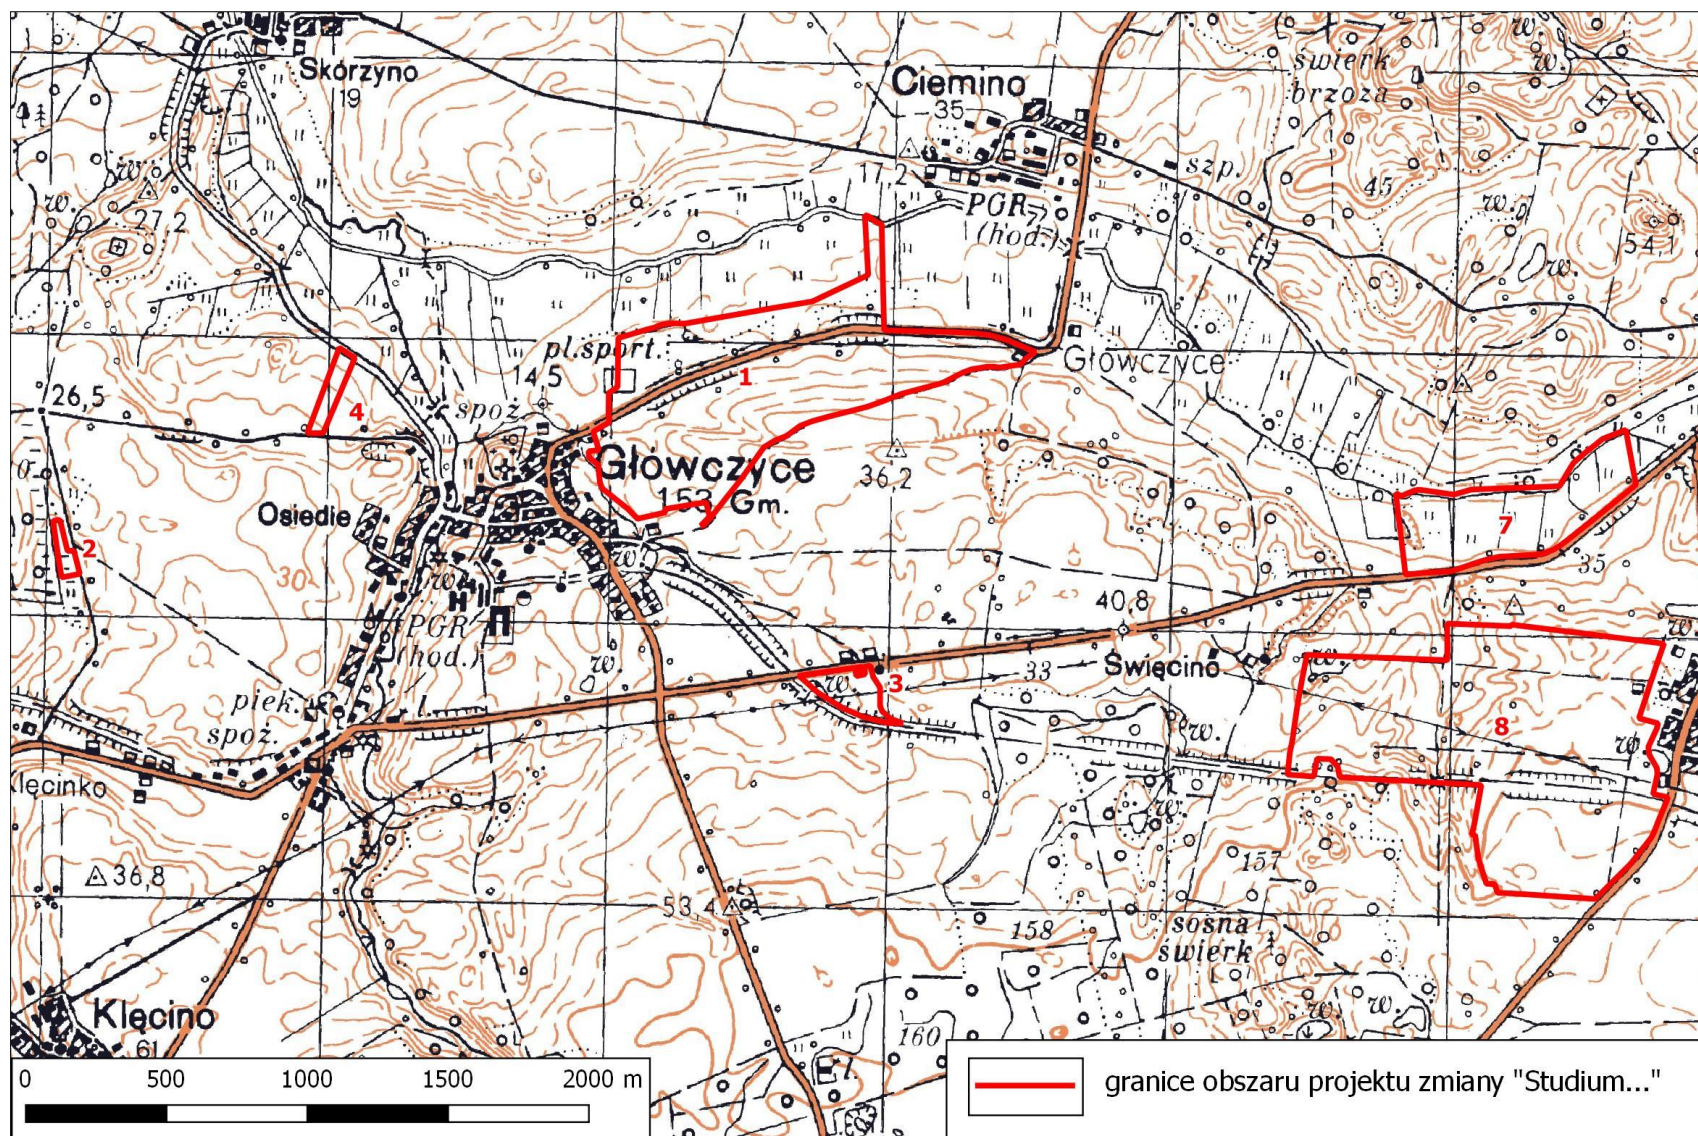 Skórzyno
19
Ciemino
35
świerk
brzoza
w.
w.
szp.
45
17,2
PGR
(hod.)
w.
w.
27,2
w.
54,1
w.
15
pl.sport.
8
14,5
1
Główczyce
26,5
4
spoż.
Główczyce
153 Gm.
36,2
Osiedle
7
2
30
w.
w.
35
40,8
PGR
(hod.)
w.
w.
3
33
Święcino
w.
w.
piek.
spoż.
l.
w.
8
w.
Klęcinko
w.
36,8
157
53,4
158
sosna
świerk
w.
w.
Klęcino
61
160
l.
0 500 1000 1500 2000 m
granice obszaru projektu zmiany "Studium..."